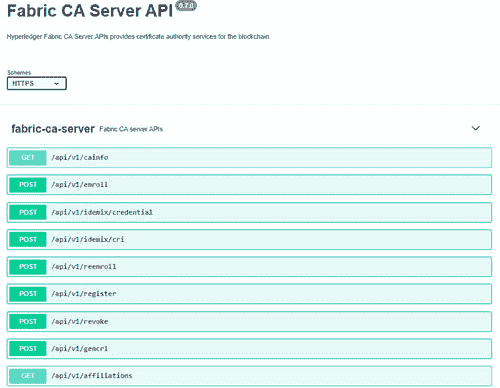 Fabric CA Server API 0.7.0
Hyperledger Fabric CA Server APIs provides certificate authority services for the blockchain
Schemes
HTTPS
fabric-ca-server Fabric CA server APIs
GET /api/v1/cainfo
POST /api/v1/enroll
POST /api/v1/idemix/credential
POST /api/v1/idemix/cri
POST /api/v1/reenroll
POST /api/v1/register
POST /api/v1/revoke
POST /api/v1/gencrl
GET /api/v1/affiliations